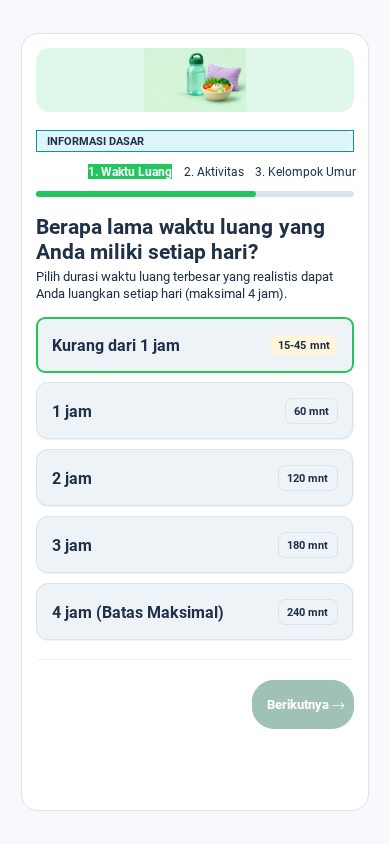 INFORMASI DASAR
1. Waktu Luang 2. Aktivitas 3. Kelompok Umur
Berapa lama waktu luang yang
Anda miliki setiap hari?
Pilih durasi waktu luang terbesar yang realistis dapat
Anda luangkan setiap hari (maksimal 4 jam).
Kurang dari 1 jam 15-45 mnt
1 jam 60 mnt
2 jam 120 mnt
3 jam 180 mnt
4 jam (Batas Maksimal) 240 mnt
Berikutnya →